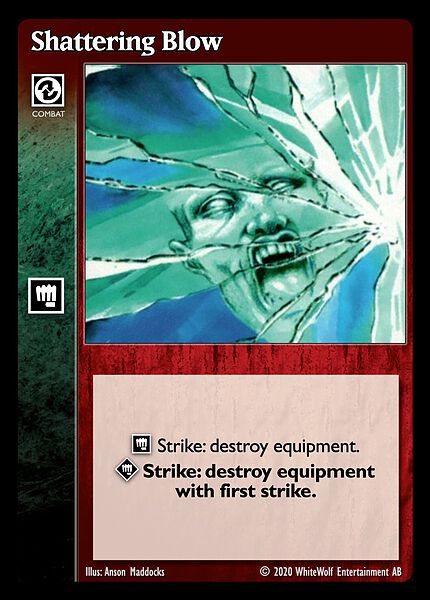 Shattering Blow
COMBAT
Strike: destroy equipment.
Strike: destroy equipment
with first strike.
Illus: Anson Maddocks
© 2020 WhiteWolf Entertainment AB